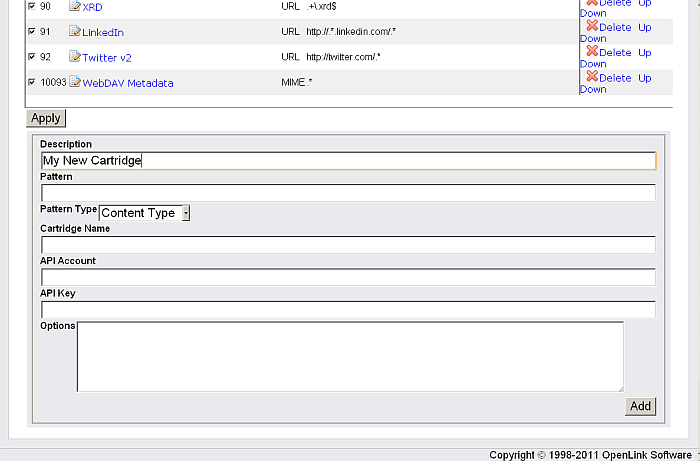 90 XRD URL .+\.xrd$ Delete Up
Down
91 LinkedIn URL http://.*.linkedin.com/.* Delete Up
Down
92 Twitter v2 URL http://twitter.com/.* Delete Up
Down
10093 WebDAV Metadata MIME .* Delete Up
Down
Apply
Description
My New Cartridge
Pattern
Pattern Type Content Type
Cartridge Name
API Account
API Key
Options
Add
Copyright © 1998-2011 OpenLink Software